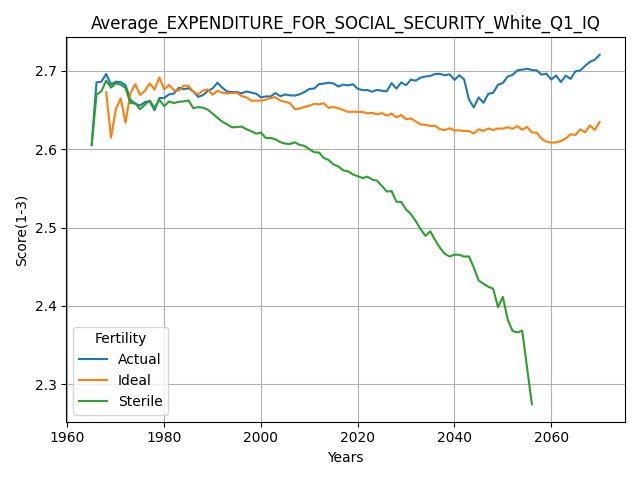 Average_EXPENDITURE_FOR_SOCIAL_SECURITY_White_Q1_IQ
Score(1-3)
2.7
2.6
2.5
2.4
2.3
Fertility
Actual
Ideal
Sterile
1960 1980 2000 2020 2040 2060
Years